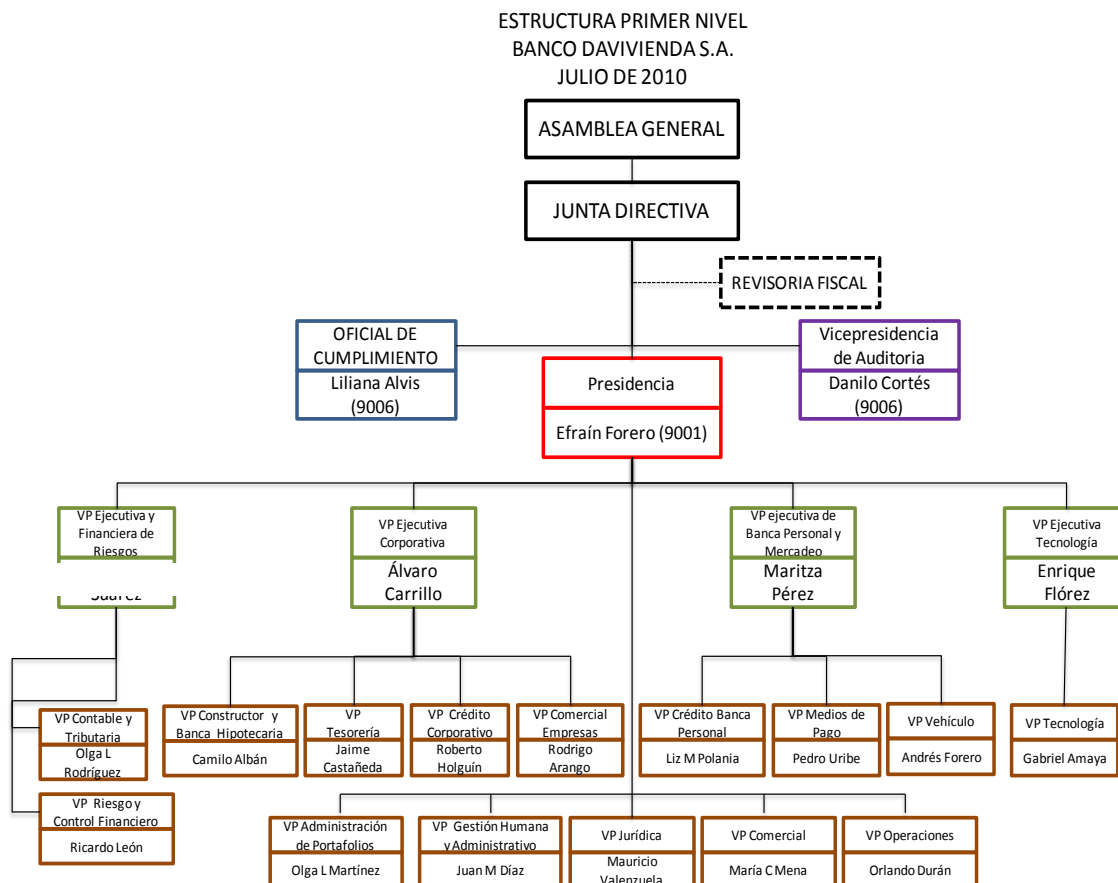 ESTRUCTURA PRIMER NIVEL
BANCO DAVIVIENDA S.A.
JULIO DE 2010
ASAMBLEA GENERAL
JUNTA DIRECTIVA
REVISORIA FISCAL
OFICIAL DE
CUMPLIMIENTO
Liliana Alvis
(9006)
Vicepresidencia
de Auditoria
Danilo Cortés
(9006)
Presidencia
Efraín Forero (9001)
VP Ejecutiva y
Financiera de
Riesgos
Suárez
VP Ejecutiva
Corporativa
Álvaro
Carrillo
VP ejecutiva de
Banca Personal y
Mercadeo
Maritza
Pérez
VP Ejecutiva
Tecnología
Enrique
Flórez
VP Contable y
Tributaria
Olga L
Rodríguez
VP Constructor y
Banca Hipotecaria
Camilo Albán
VP
Tesorería
Jaime
Castañeda
VP Crédito
Corporativo
Roberto
Holguín
VP Comercial
Empresas
Rodrigo
Arango
VP Crédito Banca
Personal
Liz M Polania
VP Medios de
Pago
Pedro Uribe
VP Vehículo
Andrés Forero
VP Tecnología
Gabriel Amaya
VP Riesgo y
Control Financiero
Ricardo León
VP Administración
de Portafolios
Olga L Martínez
VP Gestión Humana
y Administrativo
Juan M Díaz
VP Jurídica
Mauricio
Valenzuela
VP Comercial
María C Mena
VP Operaciones
Orlando Durán